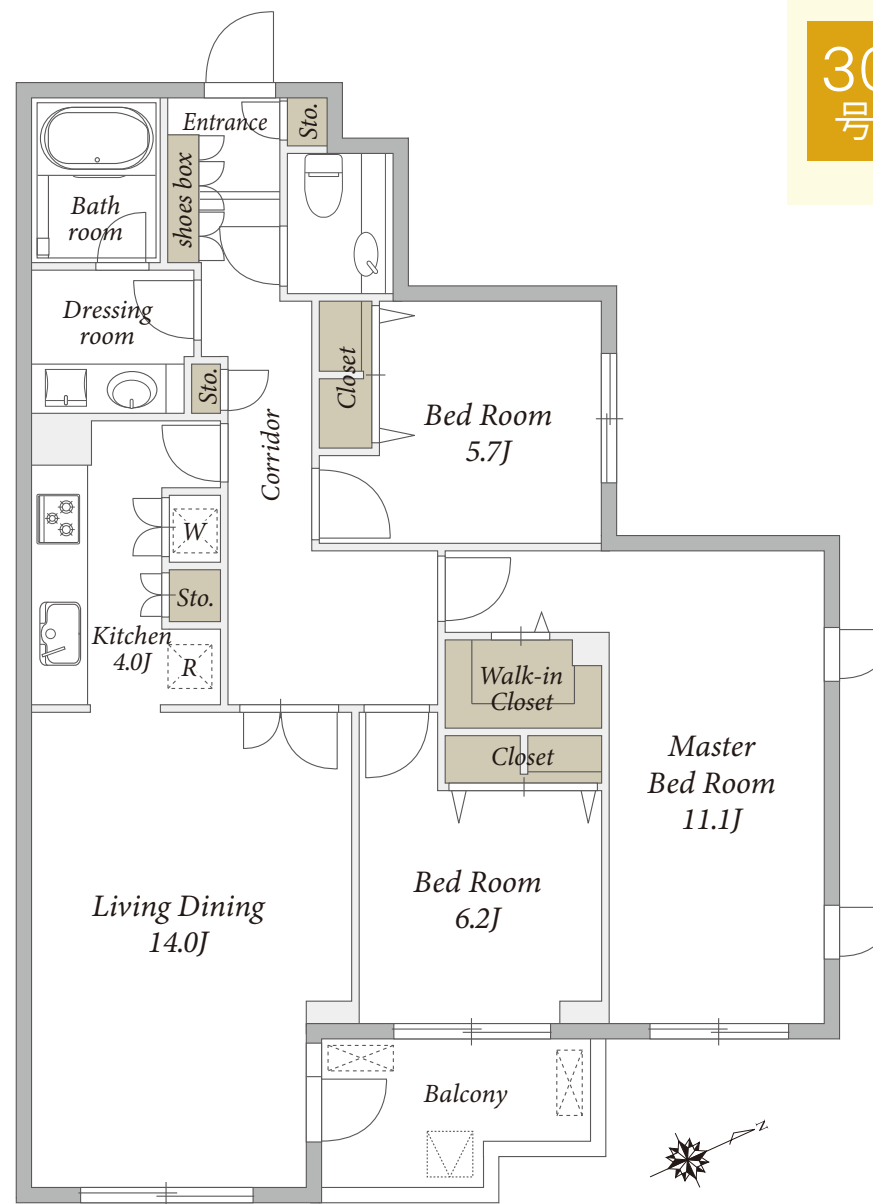 30
号
Entrance
Sto.
Bath
room
shoes box
Dressing
room
Sto.
Closet
Bed Room
5.7J
Corridor
W
Sto.
Kitchen
4.0J
R
Walk-in
Closet
Closet
Master
Bed Room
11.1J
Living Dining
14.0J
Bed Room
6.2J
Balcony
N